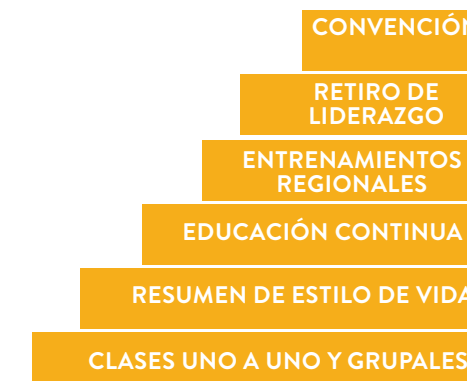 CONVENCIÓN
RETIRO DE
LIDERAZGO
ENTRENAMIENTOS
REGIONALES
EDUCACIÓN CONTINUA
RESUMEN DE ESTILO DE VIDA
CLASES UNO A UNO Y GRUPALES